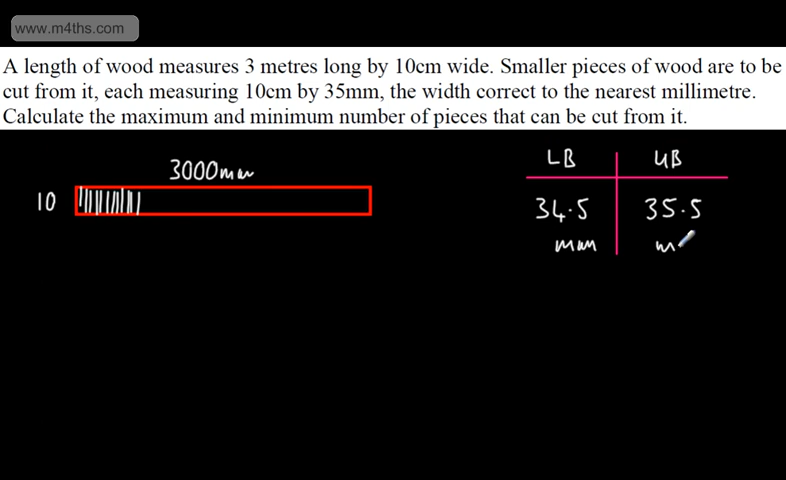 www.m4ths.com
A length of wood measures 3 metres long by 10cm wide. Smaller pieces of wood are to be
cut from it, each measuring 10cm by 35mm, the width correct to the nearest millimetre.
Calculate the maximum and minimum number of pieces that can be cut from it.
3000mm
LB UB
10
34.5 35.5
mm m